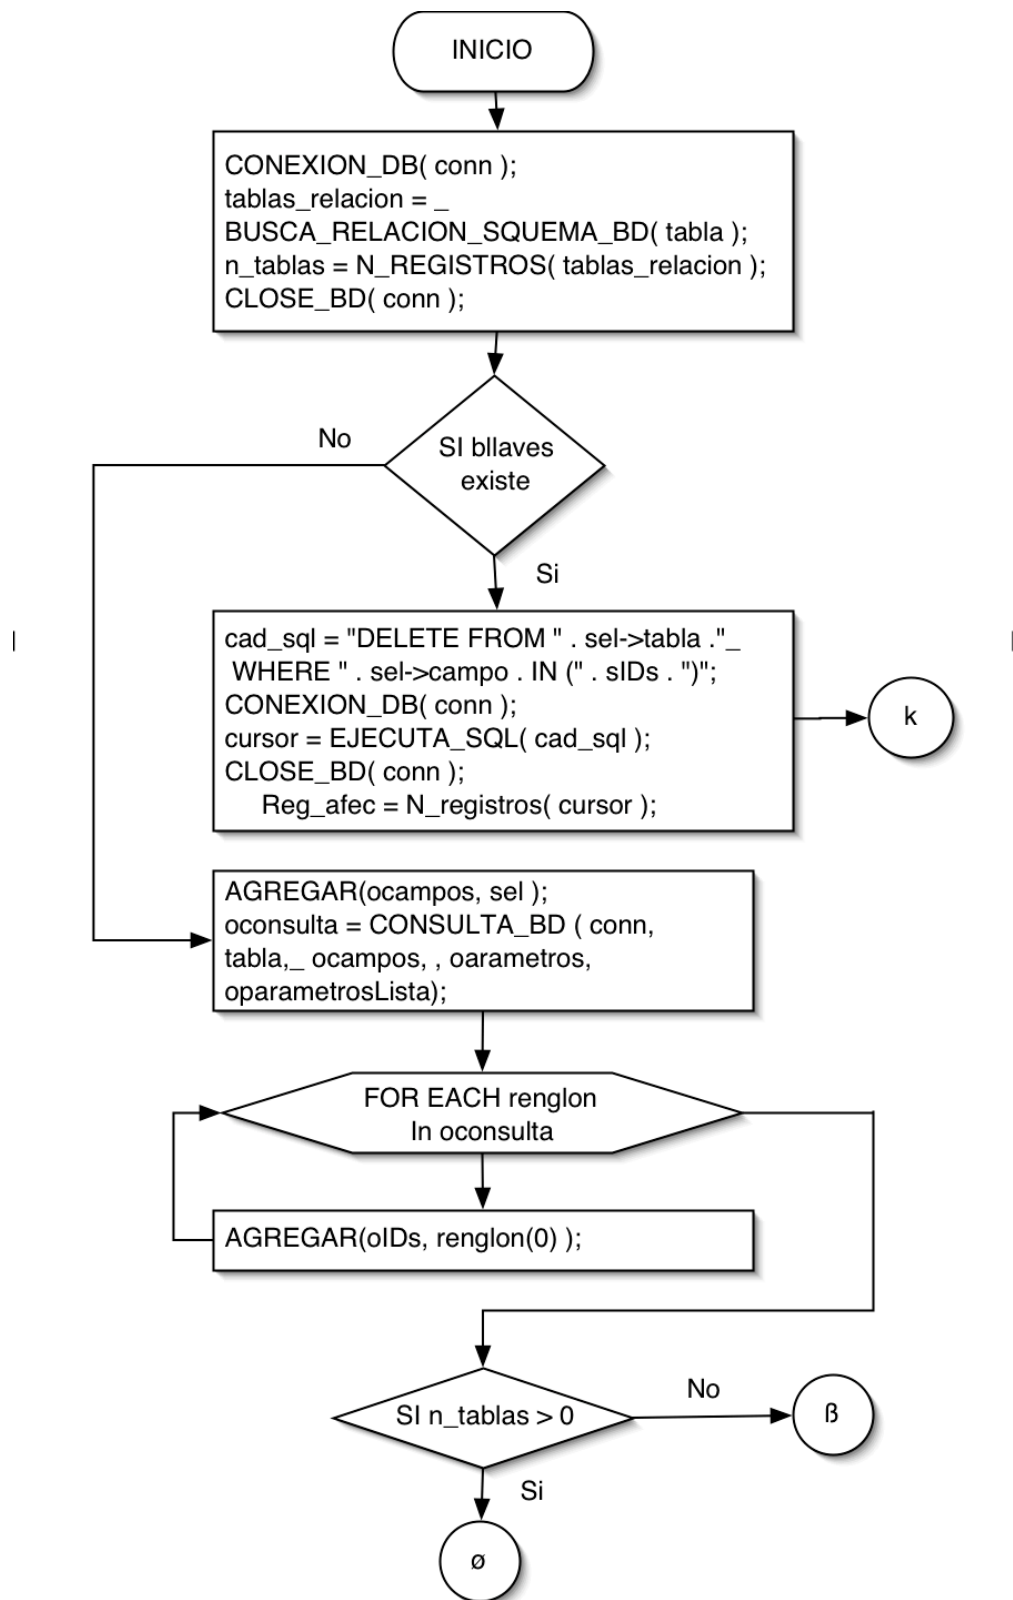 INICIO
CONEXION_DB( conn );
tablas_relacion = _
BUSCA_RELACION_SQUEMA_BD( tabla );
n_tablas = N_REGISTROS( tablas_relacion );
CLOSE_BD( conn );
No
SI bllaves
existe
Si
cad_sql = "DELETE FROM " . sel->tabla ."_
WHERE " . sel->campo . IN (" . sIDs . ")";
CONEXION_DB( conn );
cursor = EJECUTA_SQL( cad_sql );
CLOSE_BD( conn );
Reg_afec = N_registros( cursor );
k
AGREGAR(ocampos, sel );
oconsulta = CONSULTA_BD ( conn,
tabla,_ ocampos, , oarametros,
oparametrosLista);
FOR EACH renglon
In oconsulta
AGREGAR(oIDs, renglon(0) );
SI n_tablas > 0
No
ß
Si
ø